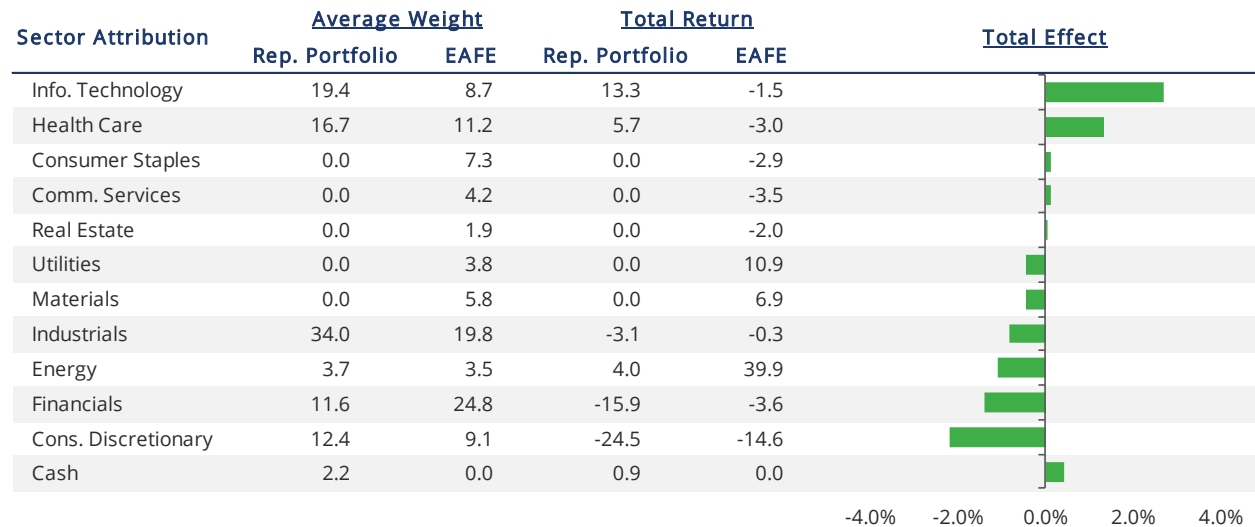 Average Weight Total Return
Sector Attribution Total Effect
Rep. Portfolio EAFE Rep. Portfolio EAFE
Info. Technology 19.4 8.7 13.3 -1.5
Health Care 16.7 11.2 5.7 -3.0
Consumer Staples 0.0 7.3 0.0 -2.9
Comm. Services 0.0 4.2 0.0 -3.5
Real Estate 0.0 1.9 0.0 -2.0
Utilities 0.0 3.8 0.0 10.9
Materials 0.0 5.8 0.0 6.9
Industrials 34.0 19.8 -3.1 -0.3
Energy 3.7 3.5 4.0 39.9
Financials 11.6 24.8 -15.9 -3.6
Cons. Discretionary 12.4 9.1 -24.5 -14.6
Cash 2.2 0.0 0.9 0.0
-4.0% -2.0% 0.0% 2.0% 4.0%